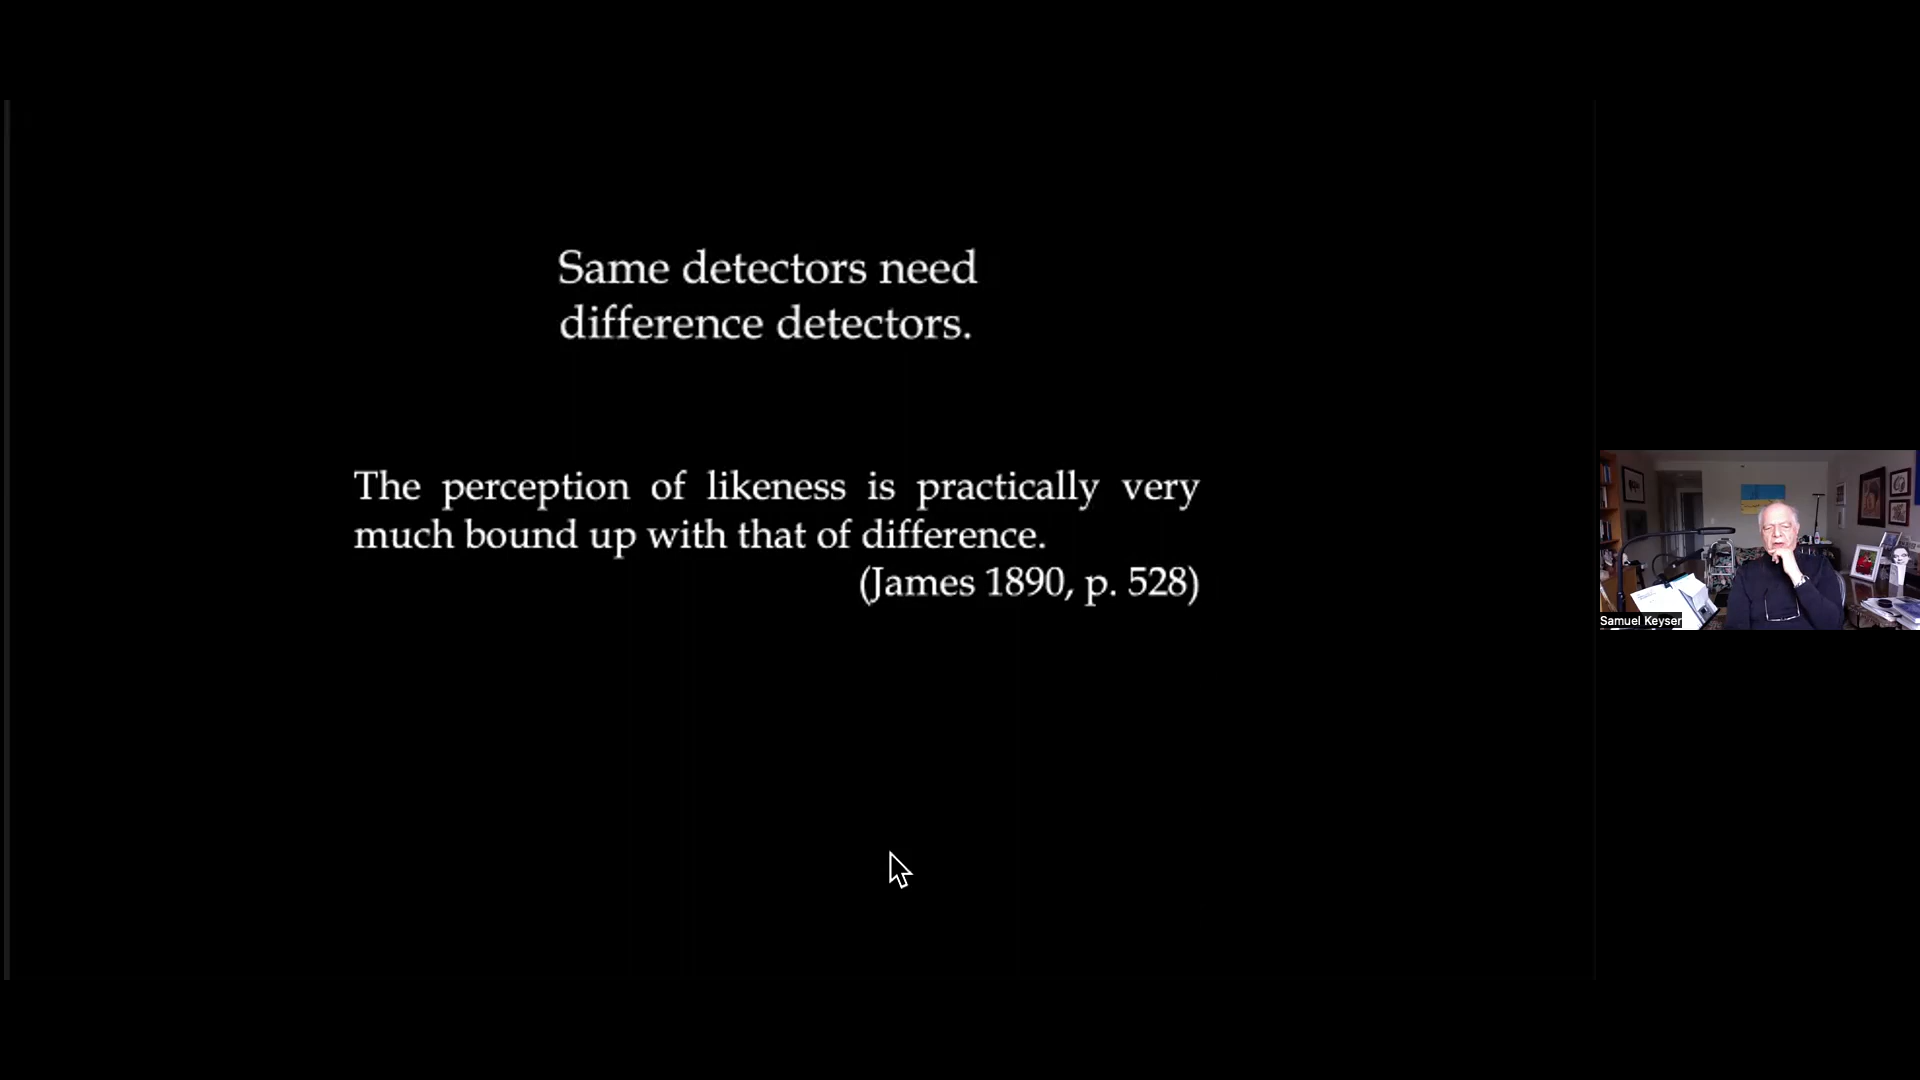 Same detectors need
difference detectors.
The perception of likeness is practically very
much bound up with that of difference.
(James 1890, p. 528)
Samuel Keyser